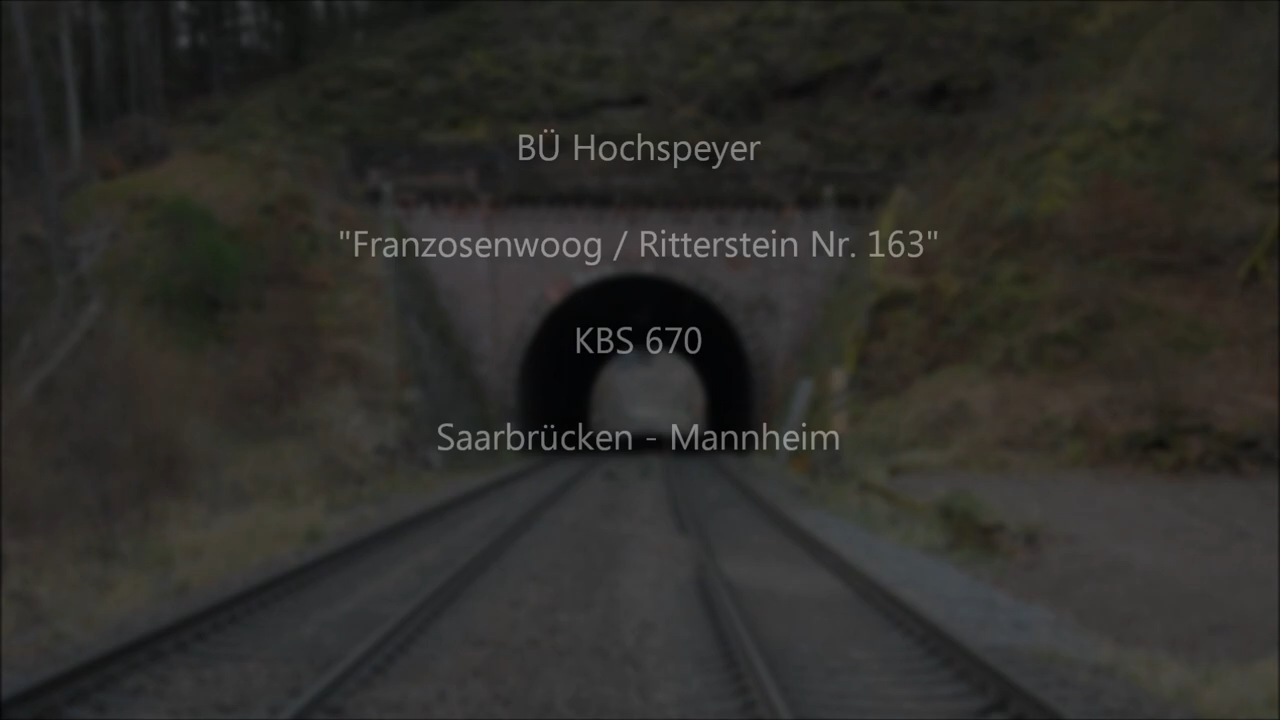 BÜ Hochspeyer
"Franzosenwoog / Ritterstein Nr. 163"
KBS 670
Saarbrücken - Mannheim